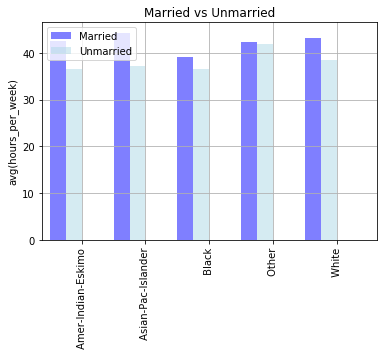 Married vs Unmarried
Married
Unmarried
avg(hours_per_week)
40
30
20
10
0
Amer-Indian-Eskimo
Asian-Pac-Islander
Black
Other
White